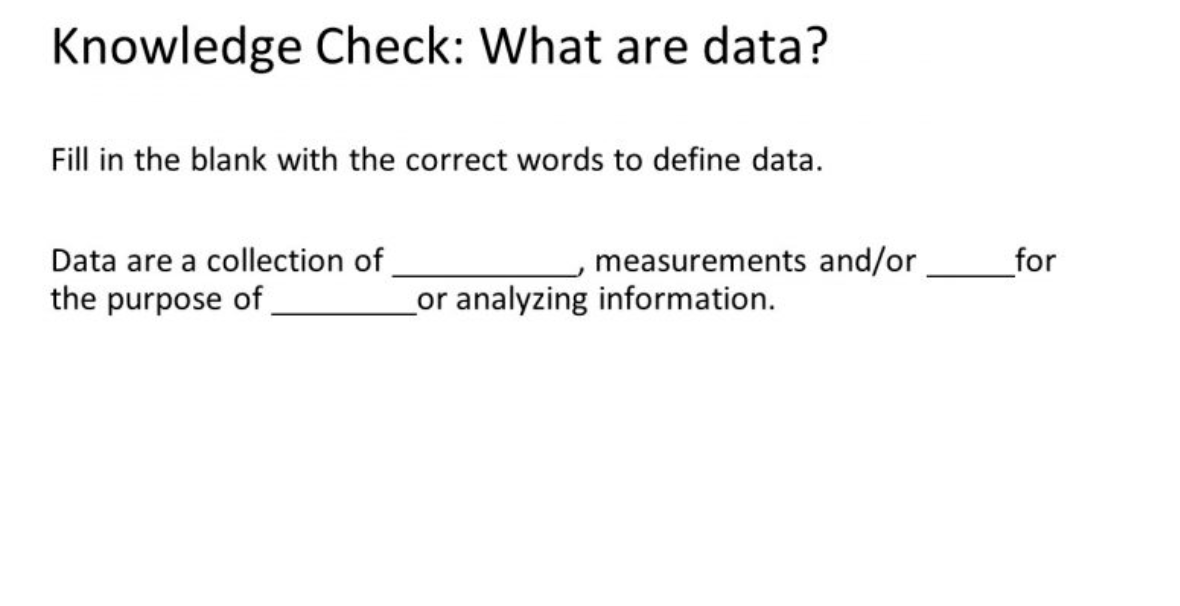 Knowledge Check: What are data?
Fill in the blank with the correct words to define data.
Data are a collection of ___________, measurements and/or _____for
the purpose of _________or analyzing information.